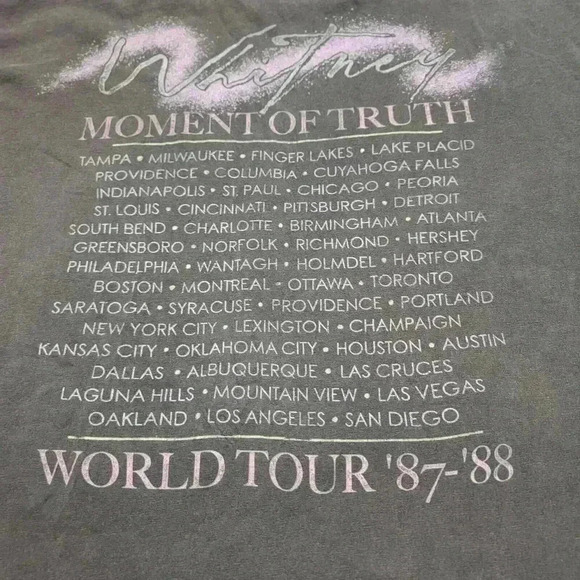 Whitney
MOMENT OF TRUTH
TAMPA • MILWAUKEE • FINGER LAKES • LAKE PLACID
PROVIDENCE • COLUMBIA • CUYAHOGA FALLS
INDIANAPOLIS • ST. PAUL • CHICAGO • PEORIA
ST. LOUIS • CINCINNATI • PITTSBURGH • DETROIT
SOUTH BEND • CHARLOTTE • BIRMINGHAM • ATLANTA
GREENSBORO • NORFOLK • RICHMOND • HERSHEY
PHILADELPHIA • WANTAGH • HOLMDEL • HARTFORD
BOSTON • MONTREAL • OTTAWA • TORONTO
SARATOGA • SYRACUSE • PROVIDENCE • PORTLAND
NEW YORK CITY • LEXINGTON • CHAMPAIGN
KANSAS CITY • OKLAHOMA CITY • HOUSTON • AUSTIN
DALLAS • ALBUQUERQUE • LAS CRUCES
LAGUNA HILLS • MOUNTAIN VIEW • LAS VEGAS
OAKLAND • LOS ANGELES • SAN DIEGO
WORLD TOUR '87-'88